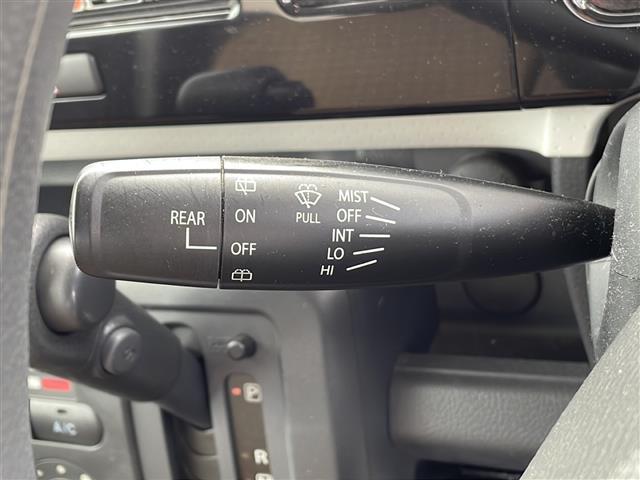 REAR
ON
OFF
PULL
MIST
OFF
INT
LO
HI
A/C
P
R